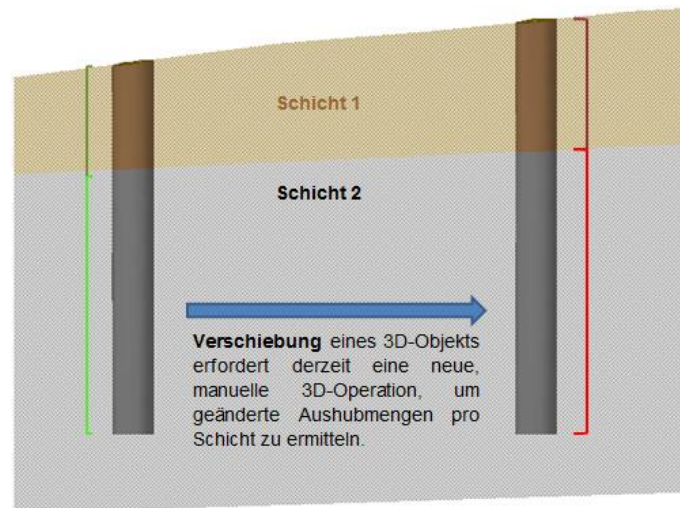 Schicht 1
Schicht 2
Verschiebung eines 3D-Objekts
erfordert derzeit eine neue,
manuelle 3D-Operation, um
geänderte Aushubmengen pro
Schicht zu ermitteln.